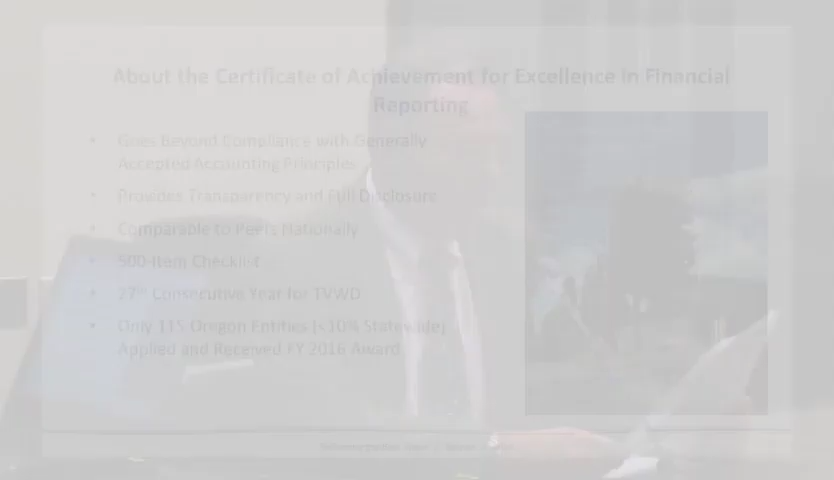 About the Certificate of Achievement for Excellence in Financial
Reporting
• Goes Beyond Compliance with Generally
Accepted Accounting Principles
• Provides Transparency and Full Disclosure
• Comparable to Peers Nationally
• 900-Item Checklist
• 27th Consecutive Year for TVWD
• Only 115 Oregon Entities (<10% Statewide)
Applied and Received FY 2016 Award